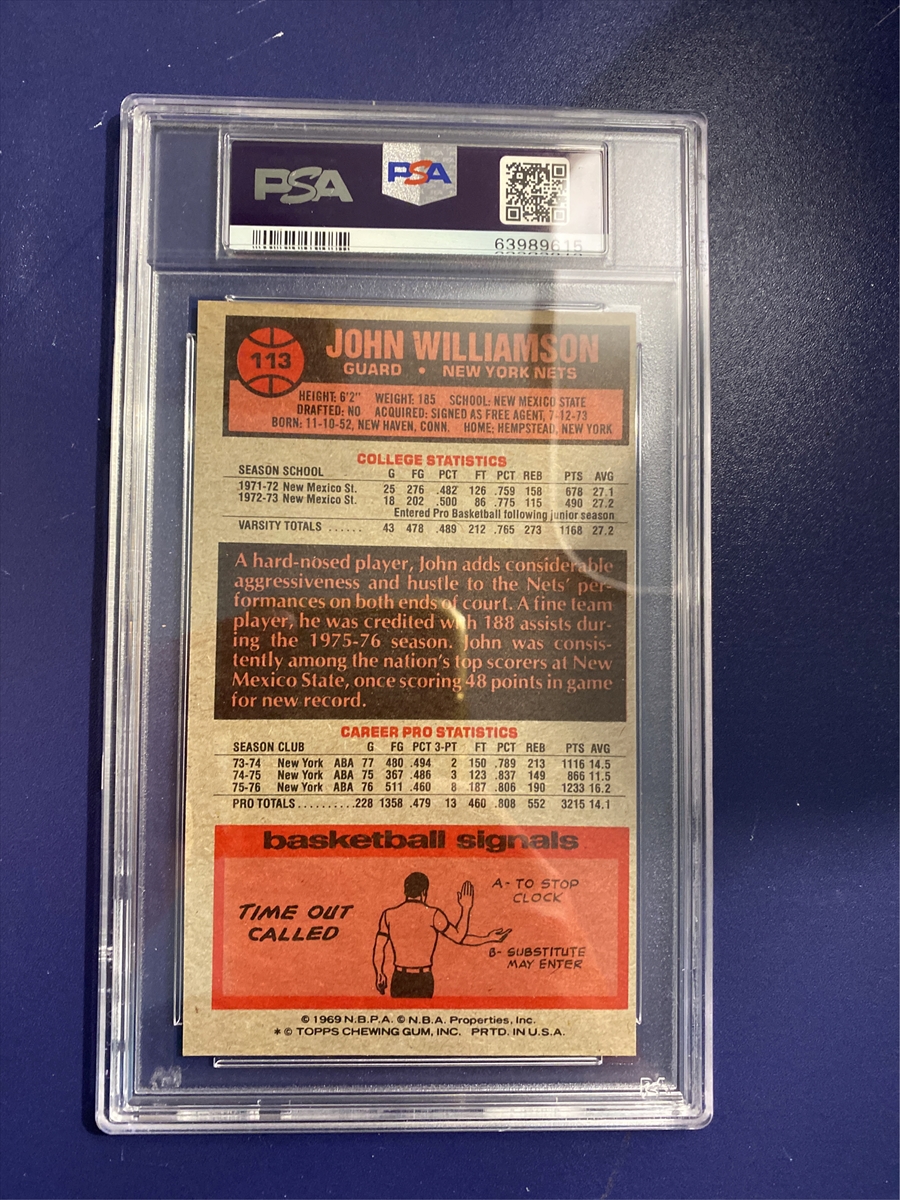 PSA PSA
63989615
113
JOHN WILLIAMSON
GUARD • NEW YORK NETS
HEIGHT: 6'2" WEIGHT: 185 SCHOOL: NEW MEXICO STATE
DRAFTED: NO ACQUIRED: SIGNED AS FREE AGENT, 7-12-73
BORN: 11-10-52, NEW HAVEN, CONN. HOME: HEMPSTEAD, NEW YORK
COLLEGE STATISTICS
SEASON SCHOOL G FG PCT FT PCT REB PTS AVG
1971-72 New Mexico St. 25 276 .482 126 .759 158 678 27.1
1972-73 New Mexico St. 18 202 .500 86 .775 115 490 27.2
Entered Pro Basketball following junior season
VARSITY TOTALS ...... 43 478 .489 212 .765 273 1168 27.2
A hard-nosed player, John adds considerable
aggressiveness and hustle to the Nets' per-
formances on both ends of court. A fine team
player, he was credited with 188 assists dur-
ing the 1975-76 season. John was consis-
tently among the nation's top scorers at New
Mexico State, once scoring 48 points in game
for new record.
CAREER PRO STATISTICS
SEASON CLUB G FG PCT 3-PT FT PCT REB PTS AVG
73-74 New York ABA 77 480 .494 2 150 .789 213 1116 14.5
74-75 New York ABA 75 367 .486 3 123 .837 149 866 11.5
75-76 New York ABA 76 511 .460 8 187 .806 190 1233 16.2
PRO TOTALS..........228 1358 .479 13 460 .808 552 3215 14.1
basketball signals
TIME OUT
CALLED
A- TO STOP
CLOCK
B- SUBSTITUTE
MAY ENTER
© 1969 N.B.P.A. © N.B.A. Properties, Inc.
* © TOPPS CHEWING GUM, INC. PRTD. IN U.S.A.